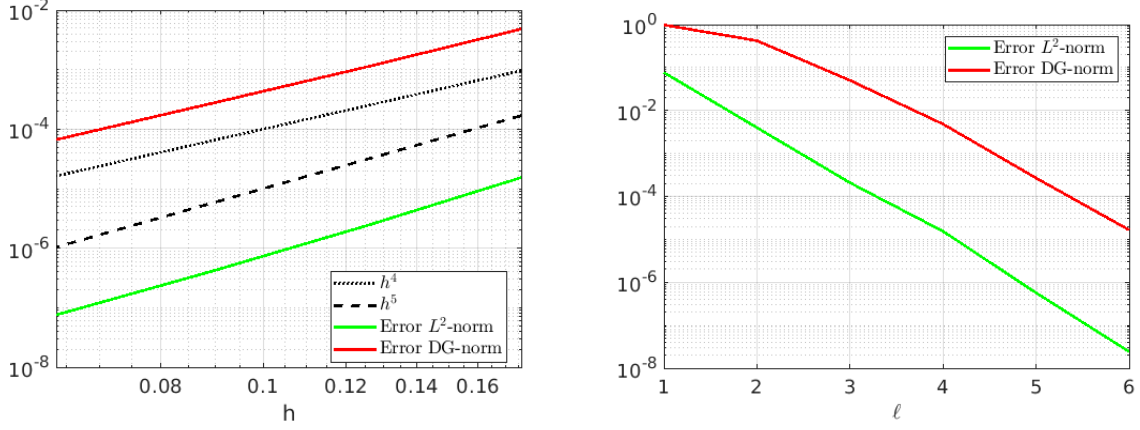 10^-2
10^-4
10^-6
10^-8
0.08
0.1
0.12
0.14
0.16
h
h^4
h^5
Error L^2-norm
Error DG-norm
10^0
10^-2
10^-4
10^-6
10^-8
1
2
3
4
5
6
ℓ
Error L^2-norm
Error DG-norm